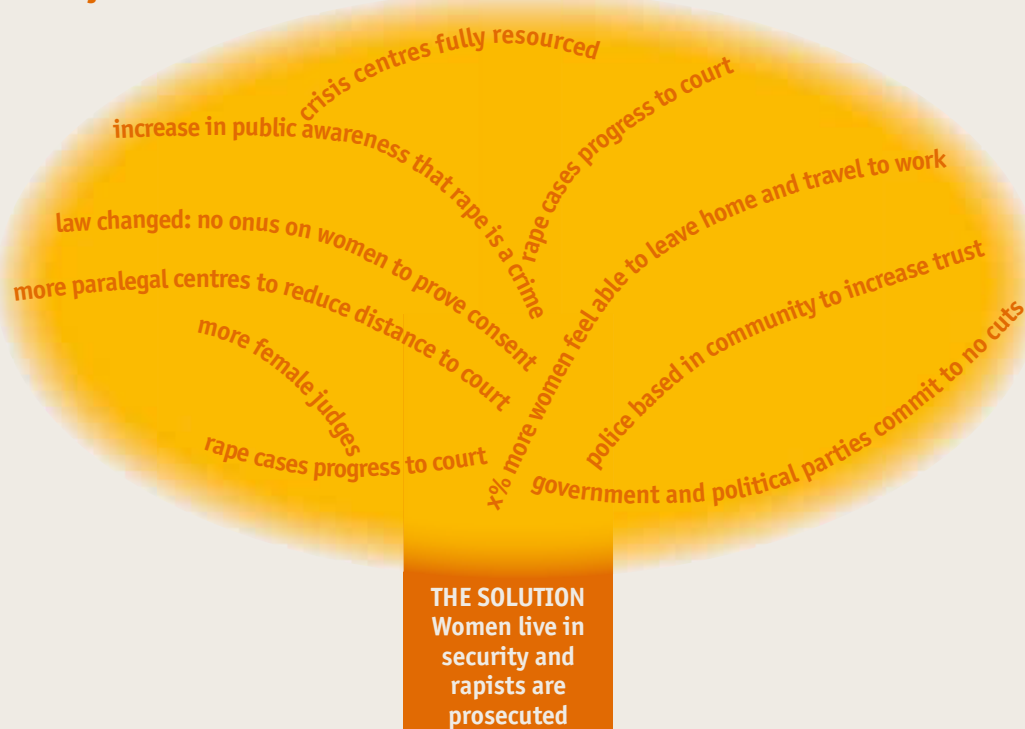 crisis centres fully resourced
increase in public awareness that rape is a crime
rape cases progress to court
x% more women feel able to leave home and travel to work
law changed: no onus on women to prove consent
police based in community to increase trust
more paralegal centres to reduce distance to court
government and political parties commit to no cuts
more female judges
rape cases progress to court
THE SOLUTION
Women live in
security and
rapists are
prosecuted